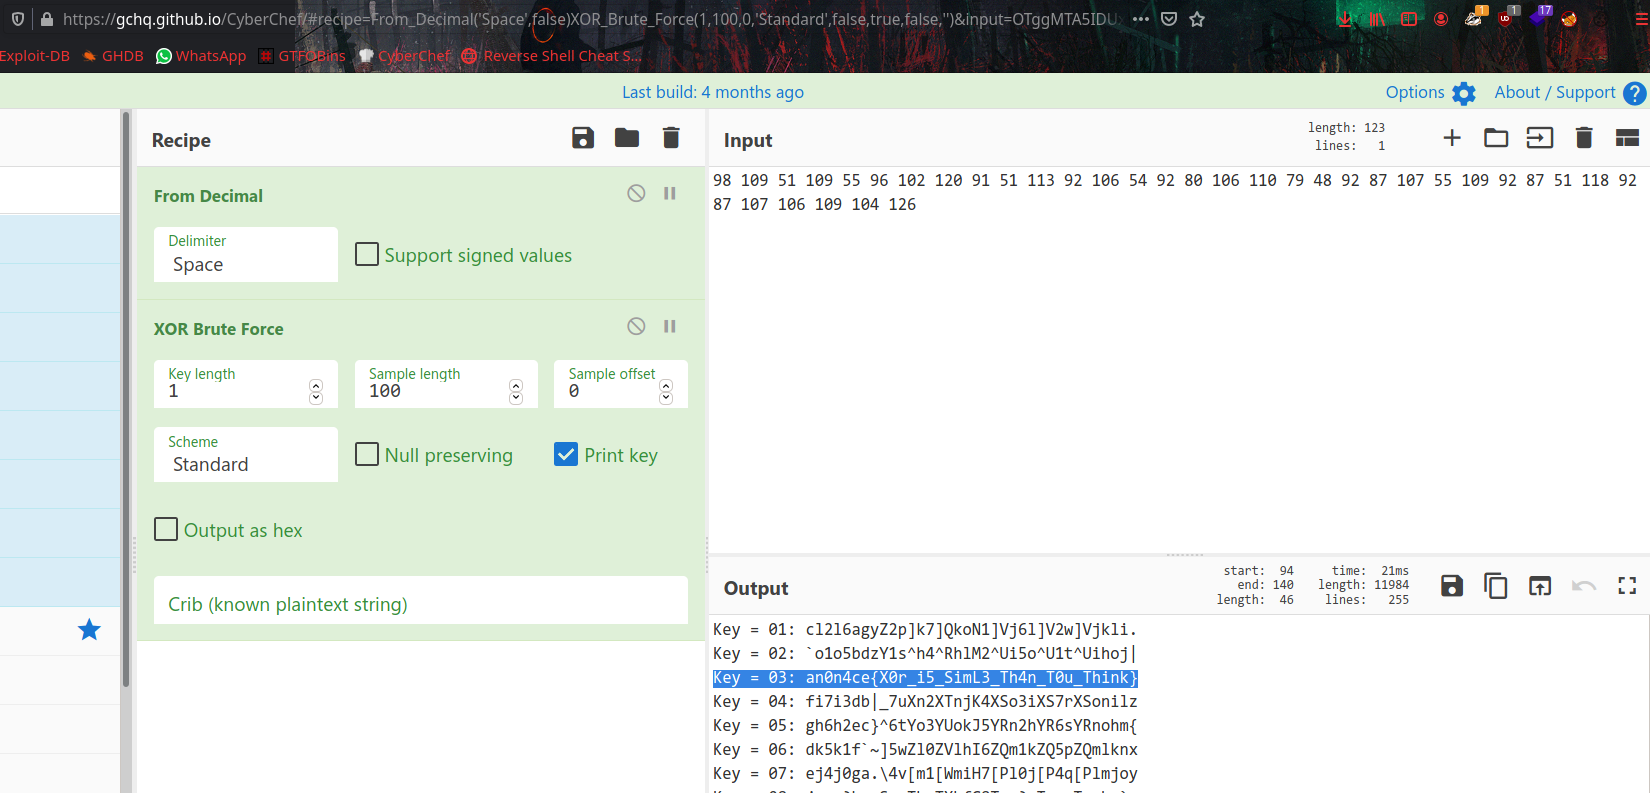 https://gchq.github.io/CyberChef/#recipe=From_Decimal('Space',false)XOR_Brute_Force(1,100,0,'Standard',false,true,false,'')&input=OTggMTA5IDU
1 1 17
Exploit-DB GHDB WhatsApp GTFOBins CyberChef Reverse Shell Cheat S...
Last build: 4 months ago Options About / Support
Recipe
From Decimal
Delimiter
Space
Support signed values
XOR Brute Force
Key length
1
Sample length
100
Sample offset
0
Scheme
Standard
Null preserving
Print key
Output as hex
Crib (known plaintext string)
Input
length: 123
lines: 1
98 109 51 109 55 96 102 120 91 51 113 92 106 54 92 80 106 110 79 48 92 87 107 55 109 92 87 51 118 92
87 107 106 109 104 126
Output
start: 94 time: 21ms
end: 140 length: 11984
length: 46 lines: 255
Key = 01: cl2l6agyZ2p]k7]QkoN1]Vj6l]V2w]Vjkli.
Key = 02: `o1o5bdzY1s^h4^RhlM2^Ui5o^U1t^Uihoj|
Key = 03: an0n4ce{X0r_i5_SimL3_Th4n_T0u_Think}
Key = 04: fi7i3db|_7uXn2XTnjK4XSo3iXS7rXSonilz
Key = 05: gh6h2ec}^6tYo3YUokJ5YRn2hYR6sYRnohm{
Key = 06: dk5k1f`~]5wZl0ZVlhI6ZQm1kZQ5pZQmlknx
Key = 07: ej4j0ga.\4v[m1[WmiH7[Pl0j[P4q[Plmjoy